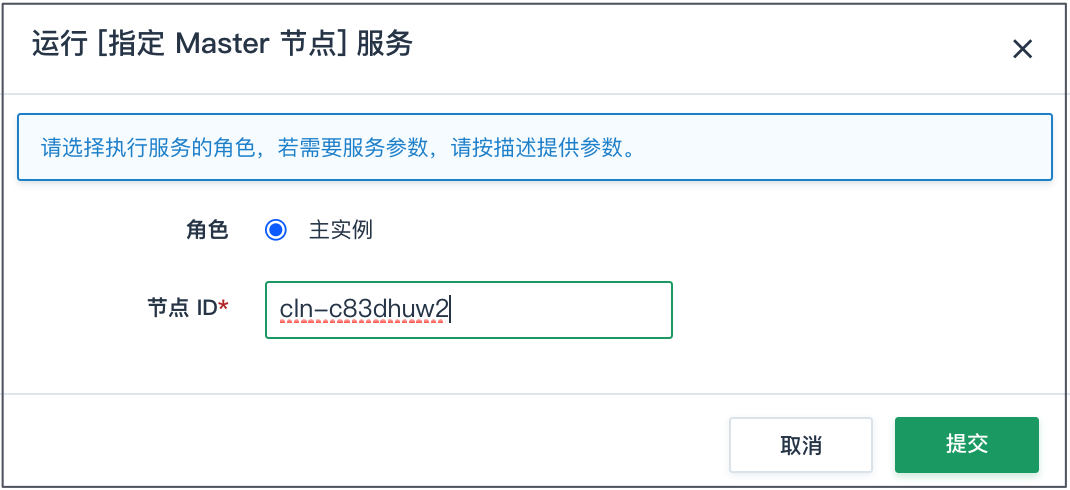 运行 [指定 Master 节点] 服务
请选择执行服务的角色，若需要服务参数，请按描述提供参数。
角色 主实例
节点 ID* cln-c83dhuw2
取消 提交